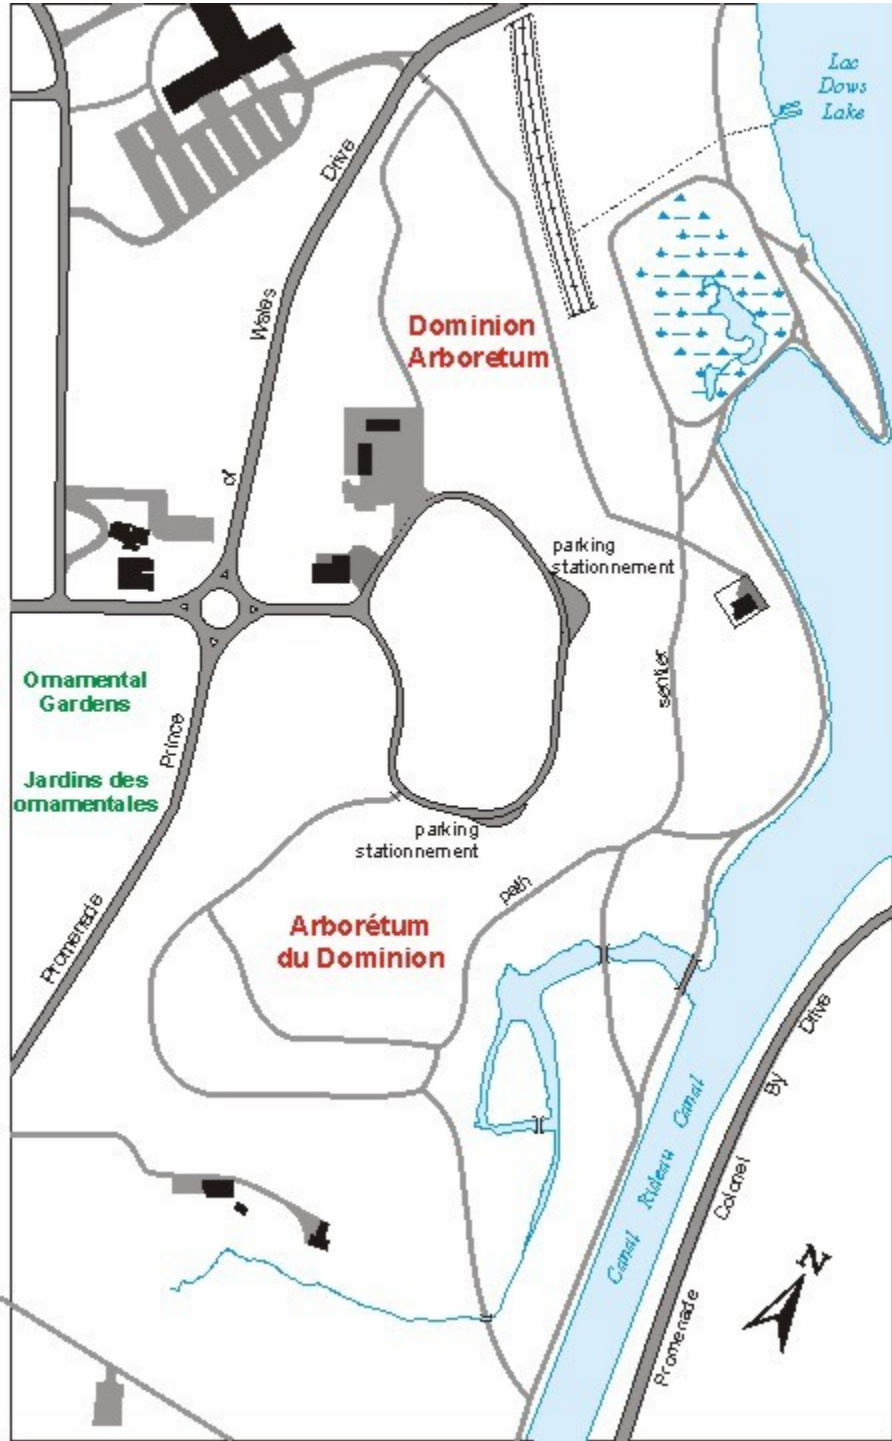 Lac
Dows
Lake
Promenade Prince of Wales Drive
Dominion
Arboretum
parking
stationnement
sentier
Ornamental
Gardens
Jardins des
ornamentales
parking
stationnement
path
Arborétum
du Dominion
Canal Rideau Canal
Promenade Colonel By Drive
N